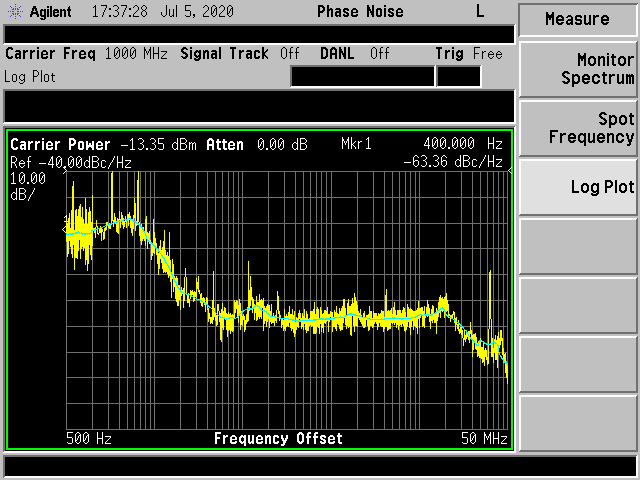 Agilent 17:37:28 Jul 5, 2020 Phase Noise L
Measure
Carrier Freq 1000 MHz Signal Track Off DANL Off Trig Free
Log Plot
Monitor
Spectrum
Spot
Frequency
Log Plot
Carrier Power -13.35 dBm Atten 0.00 dB Mkr1 400.000 Hz
Ref -40.00dBc/Hz -63.36 dBc/Hz
10.00
dB/
500 Hz Frequency Offset 50 MHz